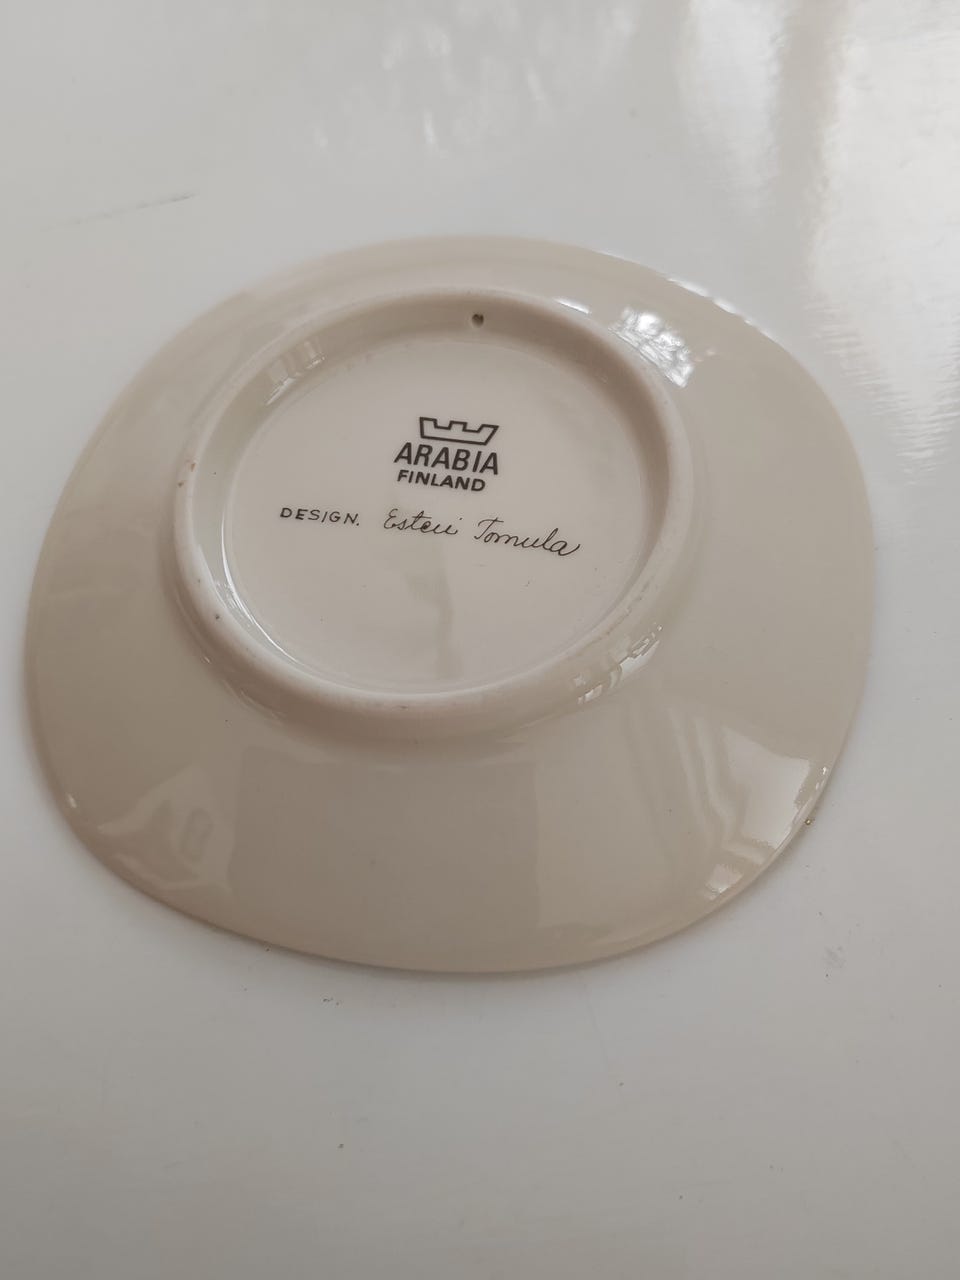 ARABIA
FINLAND
DESIGN. Esteri Tomula